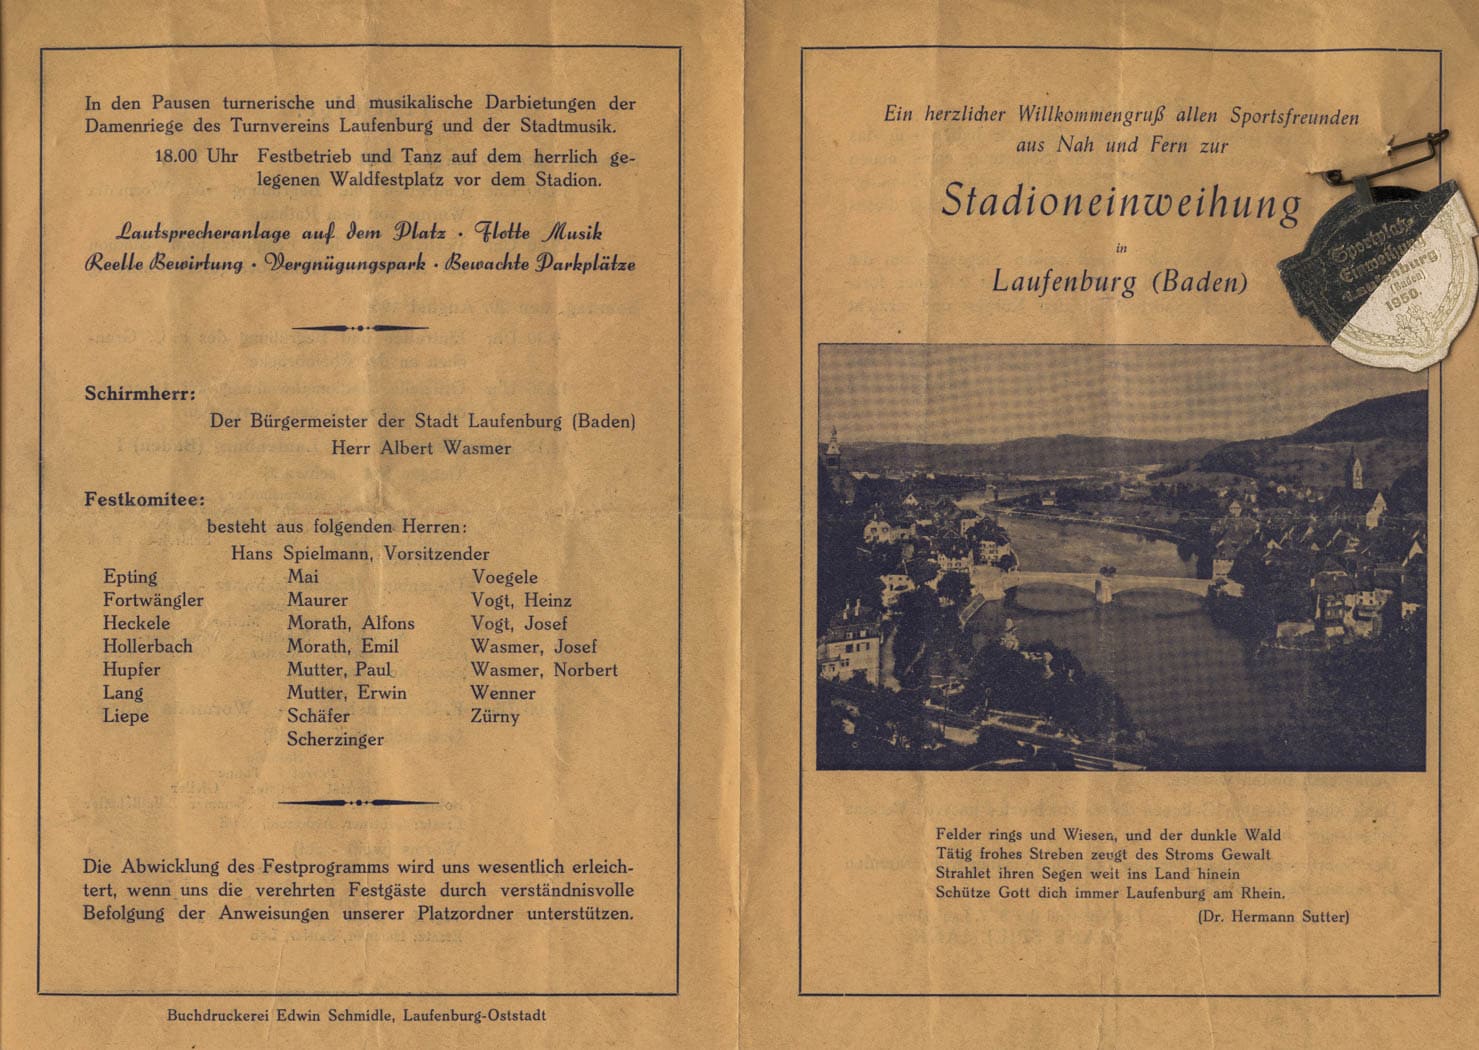 In den Pausen turnerische und musikalische Darbietungen der
Damenriege des Turnvereins Laufenburg und der Stadtmusik.
18.00 Uhr Festbetrieb und Tanz auf dem herrlich ge-
legenen Waldfestplatz vor dem Stadion.
Lautsprecheranlage auf dem Platz · Flotte Musik
Reelle Bewirtung · Vergnügungspark · Bewachte Parkplätze
Schirmherr:
Der Bürgermeister der Stadt Laufenburg (Baden)
Herr Albert Wasmer
Festkomitee:
besteht aus folgenden Herren:
Hans Spielmann, Vorsitzender
Epting Mai Voegele
Fortwängler Maurer Vogt, Heinz
Heckele Morath, Alfons Vogt, Josef
Hollerbach Morath, Emil Wasmer, Josef
Hupfer Mutter, Paul Wasmer, Norbert
Lang Mutter, Erwin Wenner
Liepe Schäfer Zürny
Scherzinger
Die Abwicklung des Festprogramms wird uns wesentlich erleich-
tert, wenn uns die verehrten Festgäste durch verständnisvolle
Befolgung der Anweisungen unserer Platzordner unterstützen.
Buchdruckerei Edwin Schmidle, Laufenburg-Oststadt
Ein herzlicher Willkommengruß allen Sportsfreunden
aus Nah und Fern zur
Stadioneinweihung
in
Laufenburg (Baden)
Sportplatz-
Einweihung
Laufenburg
(Baden)
1950.
Felder rings und Wiesen, und der dunkle Wald
Tätig frohes Streben zeugt des Stroms Gewalt
Strahlet ihren Segen weit ins Land hinein
Schütze Gott dich immer Laufenburg am Rhein.
(Dr. Hermann Sutter)